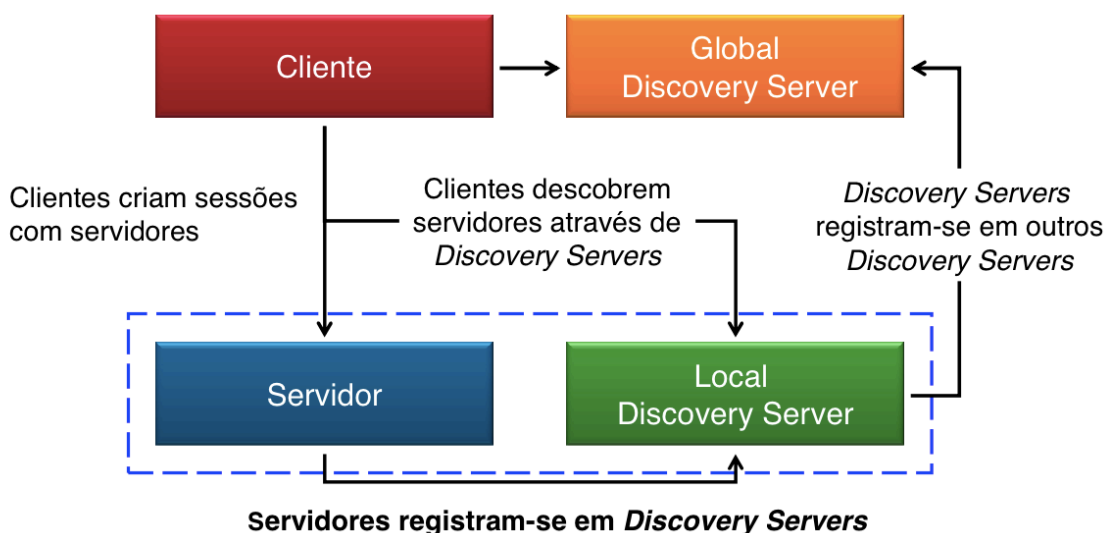 Cliente
Global
Discovery Server
Clientes criam sessões
com servidores
Clientes descobrem
servidores através de
Discovery Servers
Discovery Servers
registram-se em outros
Discovery Servers
Servidor
Local
Discovery Server
Servidores registram-se em Discovery Servers